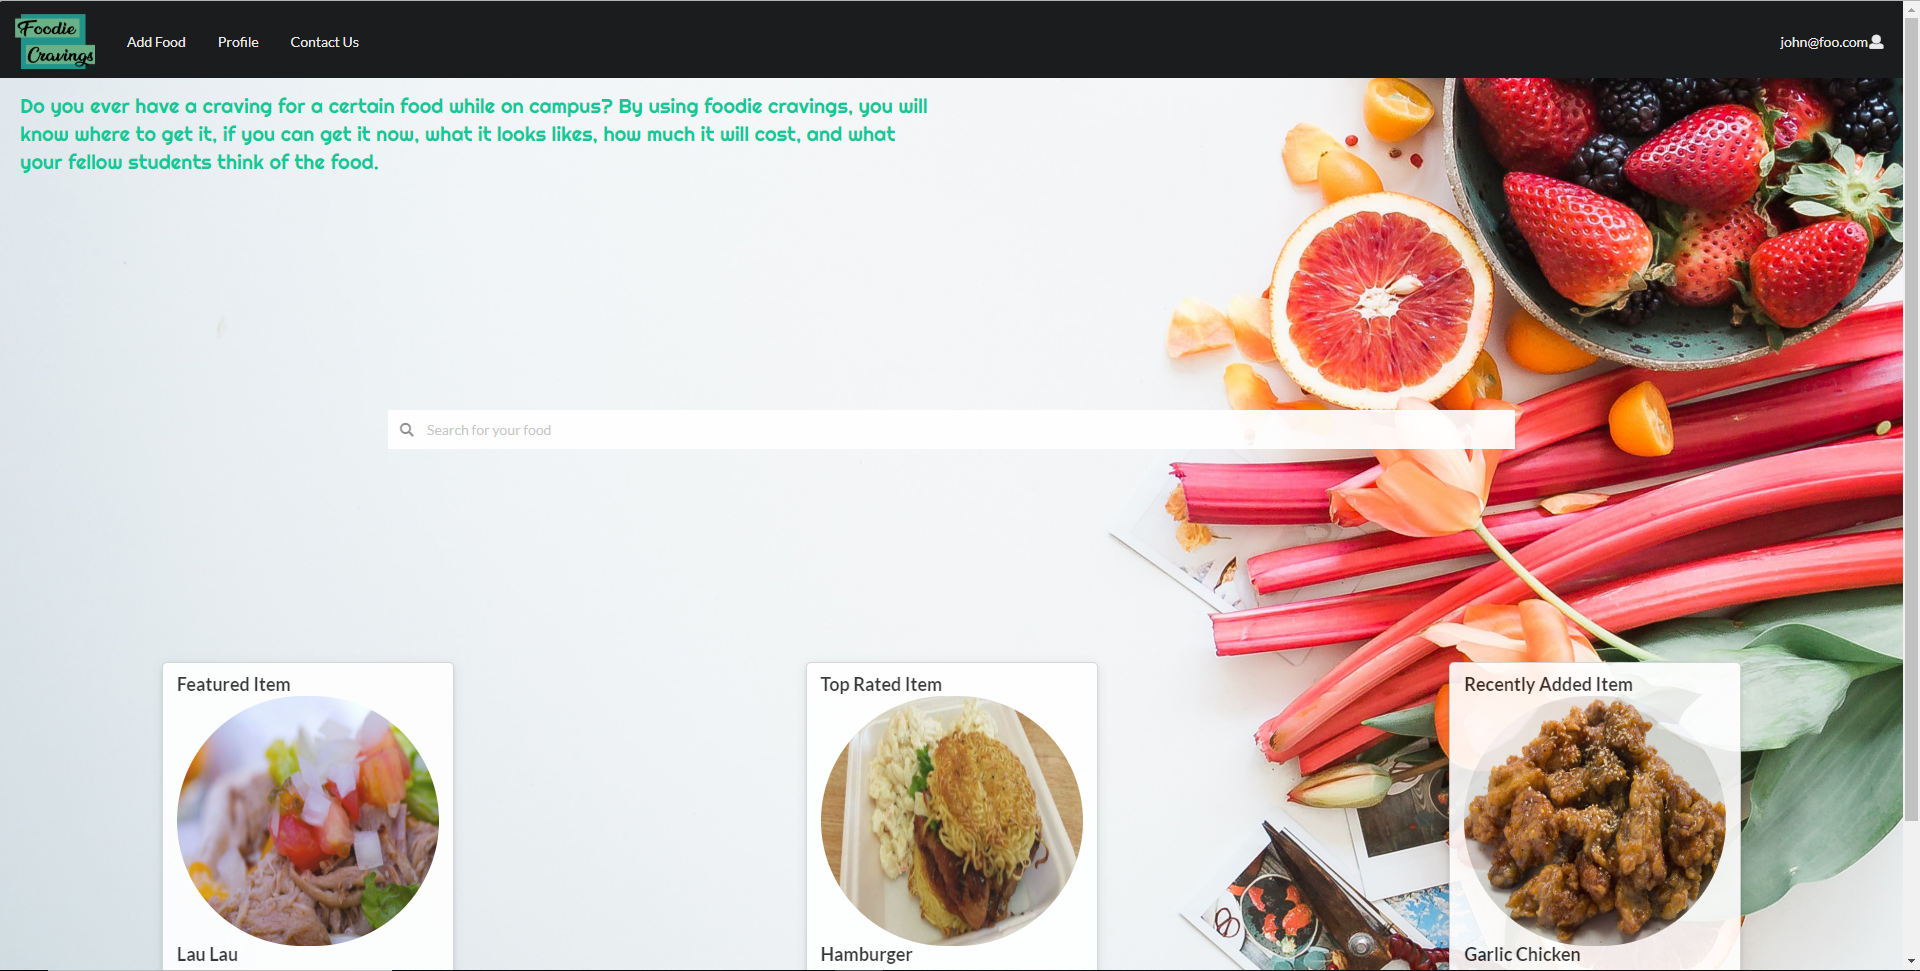 Foodie
Cravings
Add Food
Profile
Contact Us
john@foo.com
Do you ever have a craving for a certain food while on campus? By using foodie cravings, you will
know where to get it, if you can get it now, what it looks likes, how much it will cost, and what
your fellow students think of the food.
Search for your food
Featured Item
Top Rated Item
Recently Added Item
Lau Lau
Hamburger
Garlic Chicken